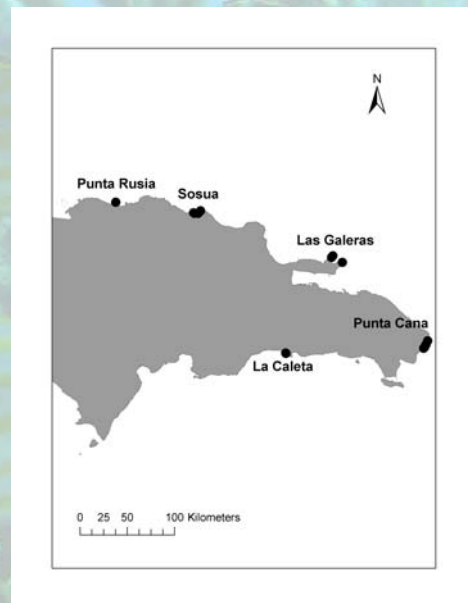 N
Punta Rusia
Sosua
Las Galeras
Punta Cana
La Caleta
0 25 50 100 Kilometers